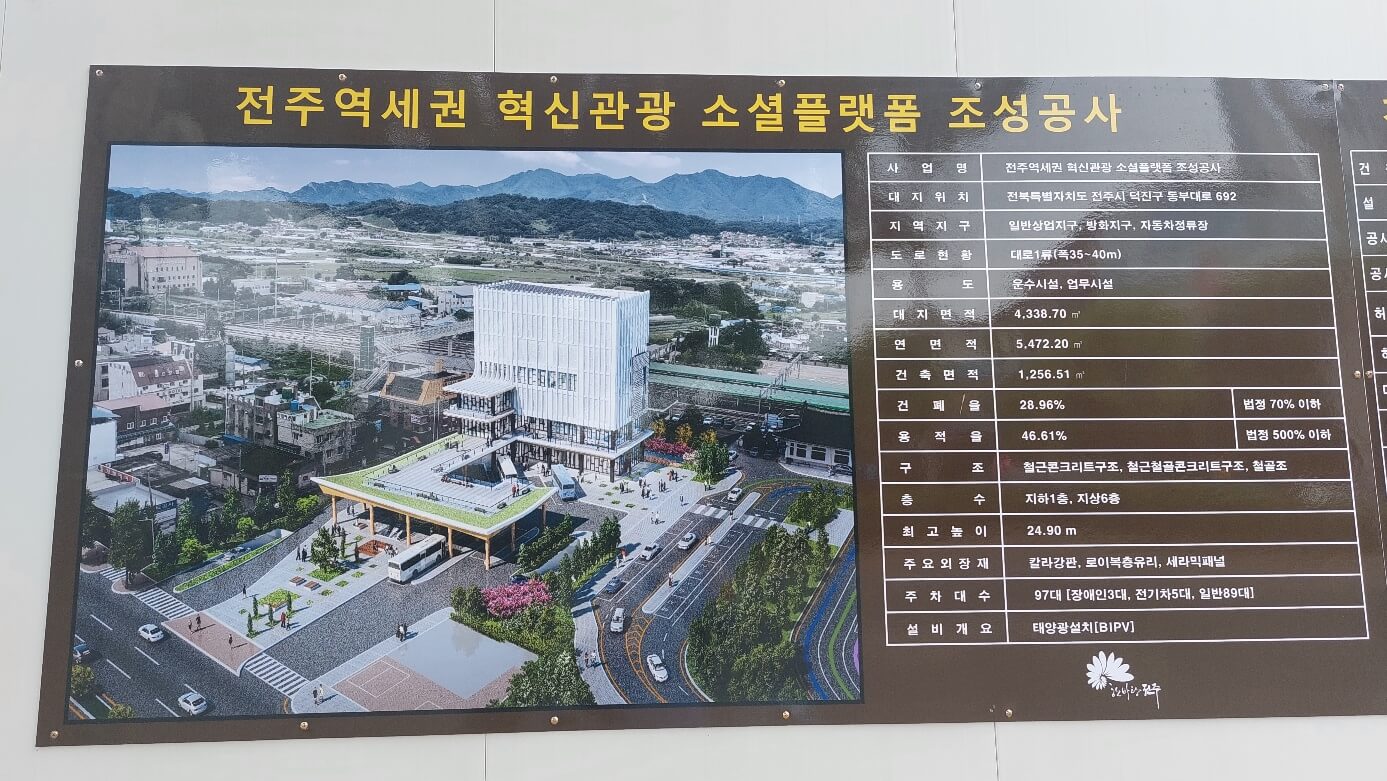 전주역세권 혁신관광 소셜플랫폼 조성공사
사 업 명 전주역세권 혁신관광 소셜플랫폼 조성공사
대 지 위 치 전북특별자치도 전주시 덕진구 동부대로 692
지 역 지 구 일반상업지구, 방화지구, 자동차정류장
도 로 현 황 대로1류(폭35~40m)
용 도 운수시설, 업무시설
대 지 면 적 4,338.70 ㎡
연 면 적 5,472.20 ㎡
건 축 면 적 1,256.51 ㎡
건 폐 율 28.96% 법정 70% 이하
용 적 율 46.61% 법정 500% 이하
구 조 철근콘크리트구조, 철근철골콘크리트구조, 철골조
층 수 지하1층, 지상6층
최 고 높 이 24.90 m
주 요 외 장 재 칼라강판, 로이복층유리, 세라믹패널
주 차 대 수 97대 [장애인3대, 전기차5대, 일반89대]
설 비 개 요 태양광설치[BIPV]
한바탕 전주
건
설
공사
공사
허